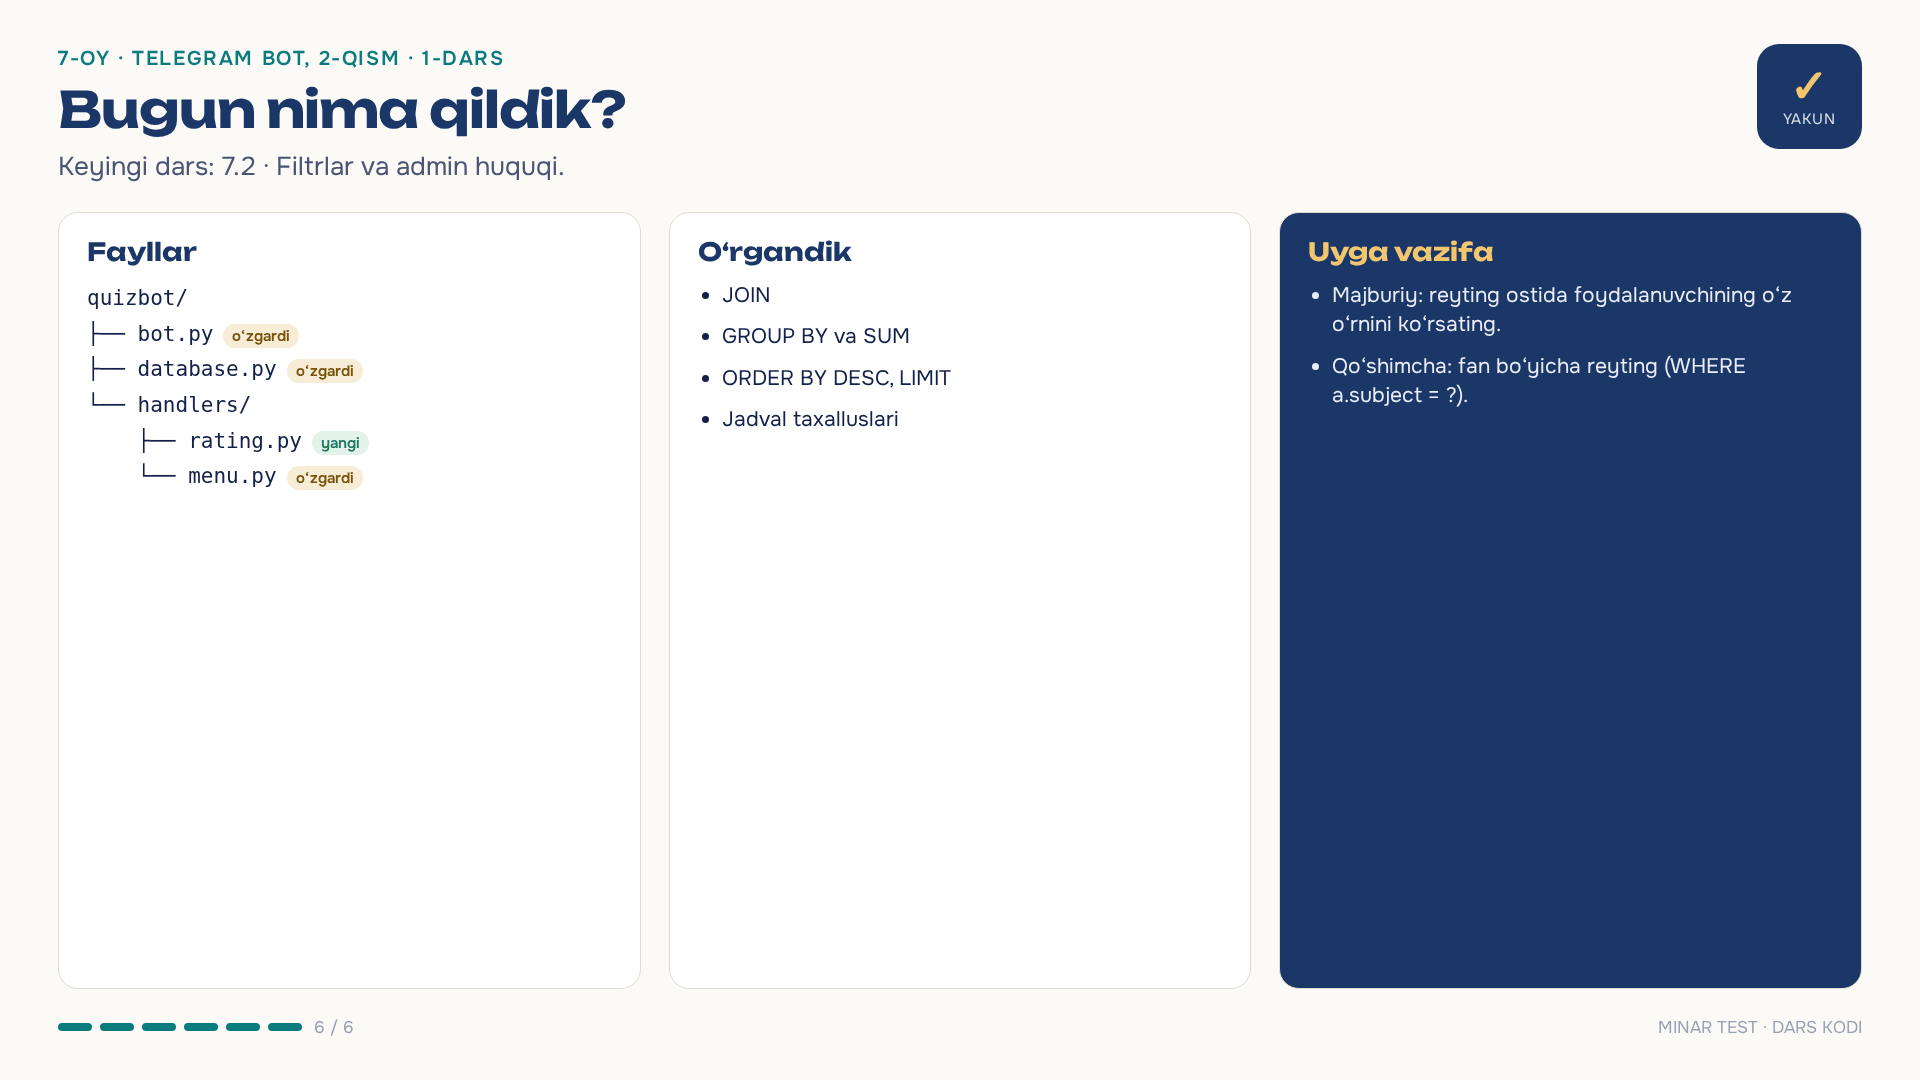 7-OY · TELEGRAM BOT, 2-QISM · 1-DARS
Bugun nima qildik?
Keyingi dars: 7.2 · Filtrlar va admin huquqi.
✓
YAKUN
Fayllar
quizbot/
├── bot.py o‘zgardi
├── database.py o‘zgardi
└── handlers/
    ├── rating.py yangi
    └── menu.py o‘zgardi
O‘rgandik
• JOIN
• GROUP BY va SUM
• ORDER BY DESC, LIMIT
• Jadval taxalluslari
Uyga vazifa
• Majburiy: reyting ostida foydalanuvchining o‘z
o‘rnini ko‘rsating.
• Qo‘shimcha: fan bo‘yicha reyting (WHERE
a.subject = ?).
6 / 6
MINAR TEST · DARS KODI